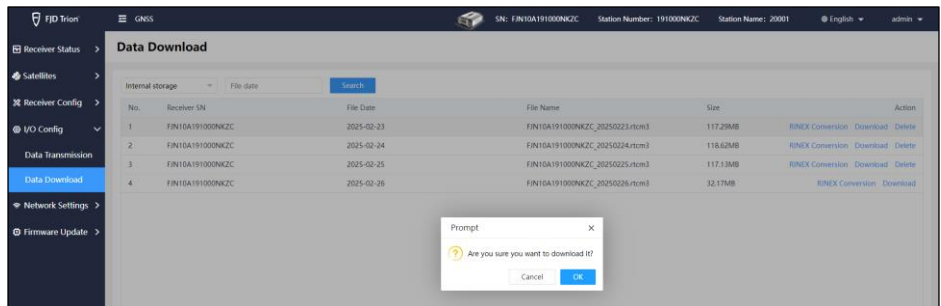 FJD Trion
GNSS
SN: FJN10A191000NKZC
Station Number: 191000NKZC
Station Name: 20001
English
admin
Receiver Status
Satellites
Receiver Config
I/O Config
Data Transmission
Data Download
Network Settings
Firmware Update
Data Download
Internal storage
File date
Search
No. Receiver SN File Date File Name Size Action
1 FJN10A191000NKZC 2025-02-23 FJN10A191000NKZC_20250223.rtcm3 117.29MB RINEX Conversion Download Delete
2 FJN10A191000NKZC 2025-02-24 FJN10A191000NKZC_20250224.rtcm3 118.62MB RINEX Conversion Download Delete
3 FJN10A191000NKZC 2025-02-25 FJN10A191000NKZC_20250225.rtcm3 117.13MB RINEX Conversion Download Delete
4 FJN10A191000NKZC 2025-02-26 FJN10A191000NKZC_20250226.rtcm3 32.17MB RINEX Conversion Download
Prompt
Are you sure you want to download it?
Cancel
OK